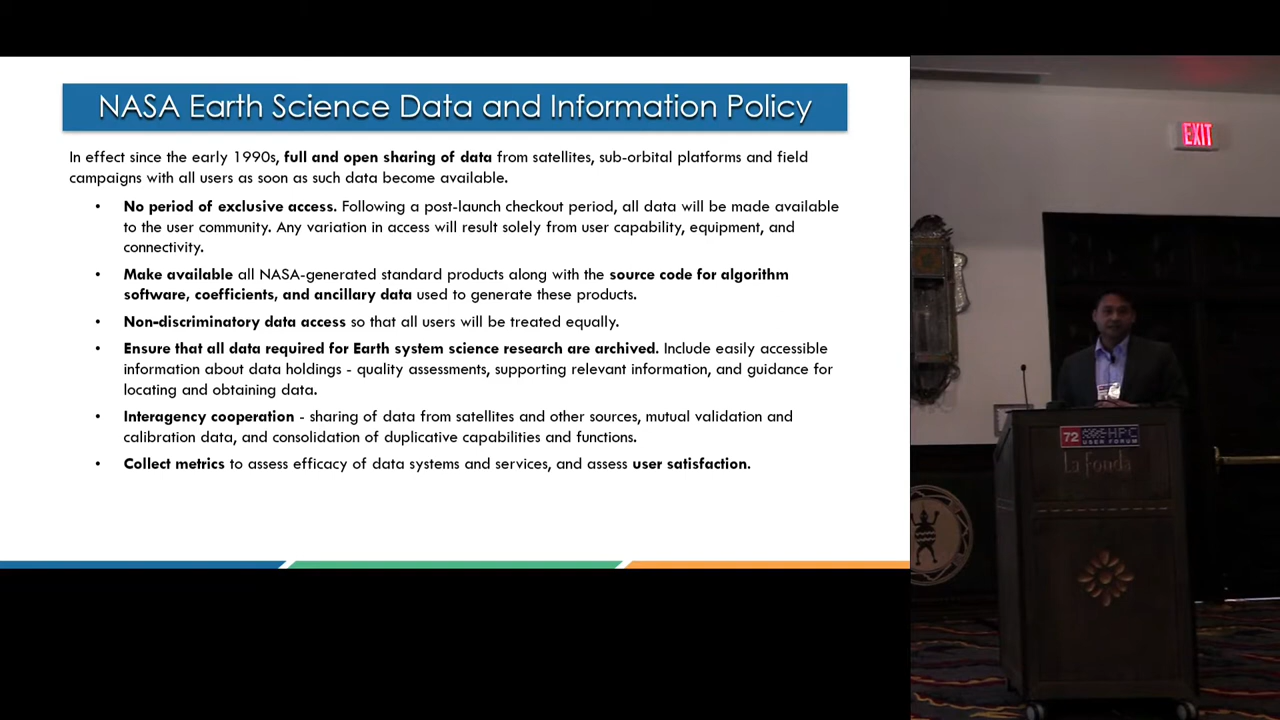 NASA Earth Science Data and Information Policy
In effect since the early 1990s, full and open sharing of data from satellites, sub-orbital platforms and field
campaigns with all users as soon as such data become available.
• No period of exclusive access. Following a post-launch checkout period, all data will be made available
to the user community. Any variation in access will result solely from user capability, equipment, and
connectivity.
• Make available all NASA-generated standard products along with the source code for algorithm
software, coefficients, and ancillary data used to generate these products.
• Non-discriminatory data access so that all users will be treated equally.
• Ensure that all data required for Earth system science research are archived. Include easily accessible
information about data holdings - quality assessments, supporting relevant information, and guidance for
locating and obtaining data.
• Interagency cooperation - sharing of data from satellites and other sources, mutual validation and
calibration data, and consolidation of duplicative capabilities and functions.
• Collect metrics to assess efficacy of data systems and services, and assess user satisfaction.
EXIT
72 HPC
USER FORUM
La fonda